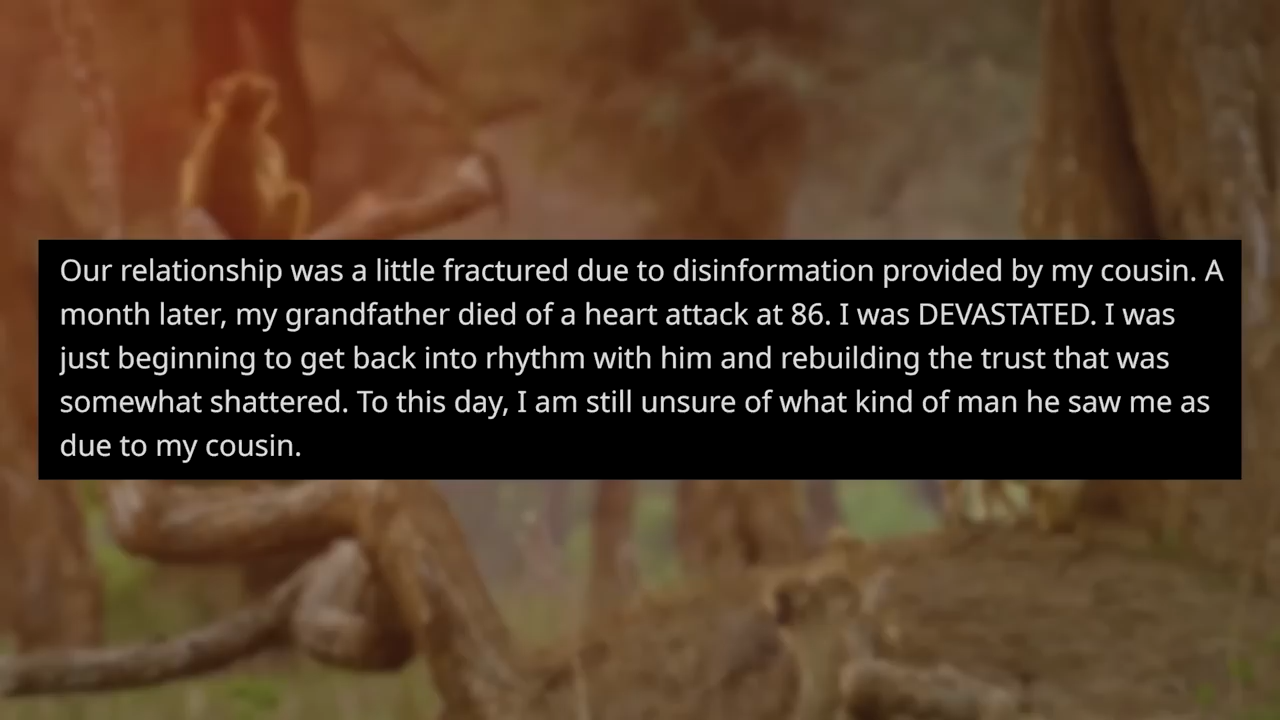 Our relationship was a little fractured due to disinformation provided by my cousin. A
month later, my grandfather died of a heart attack at 86. I was DEVASTATED. I was
just beginning to get back into rhythm with him and rebuilding the trust that was
somewhat shattered. To this day, I am still unsure of what kind of man he saw me as
due to my cousin.